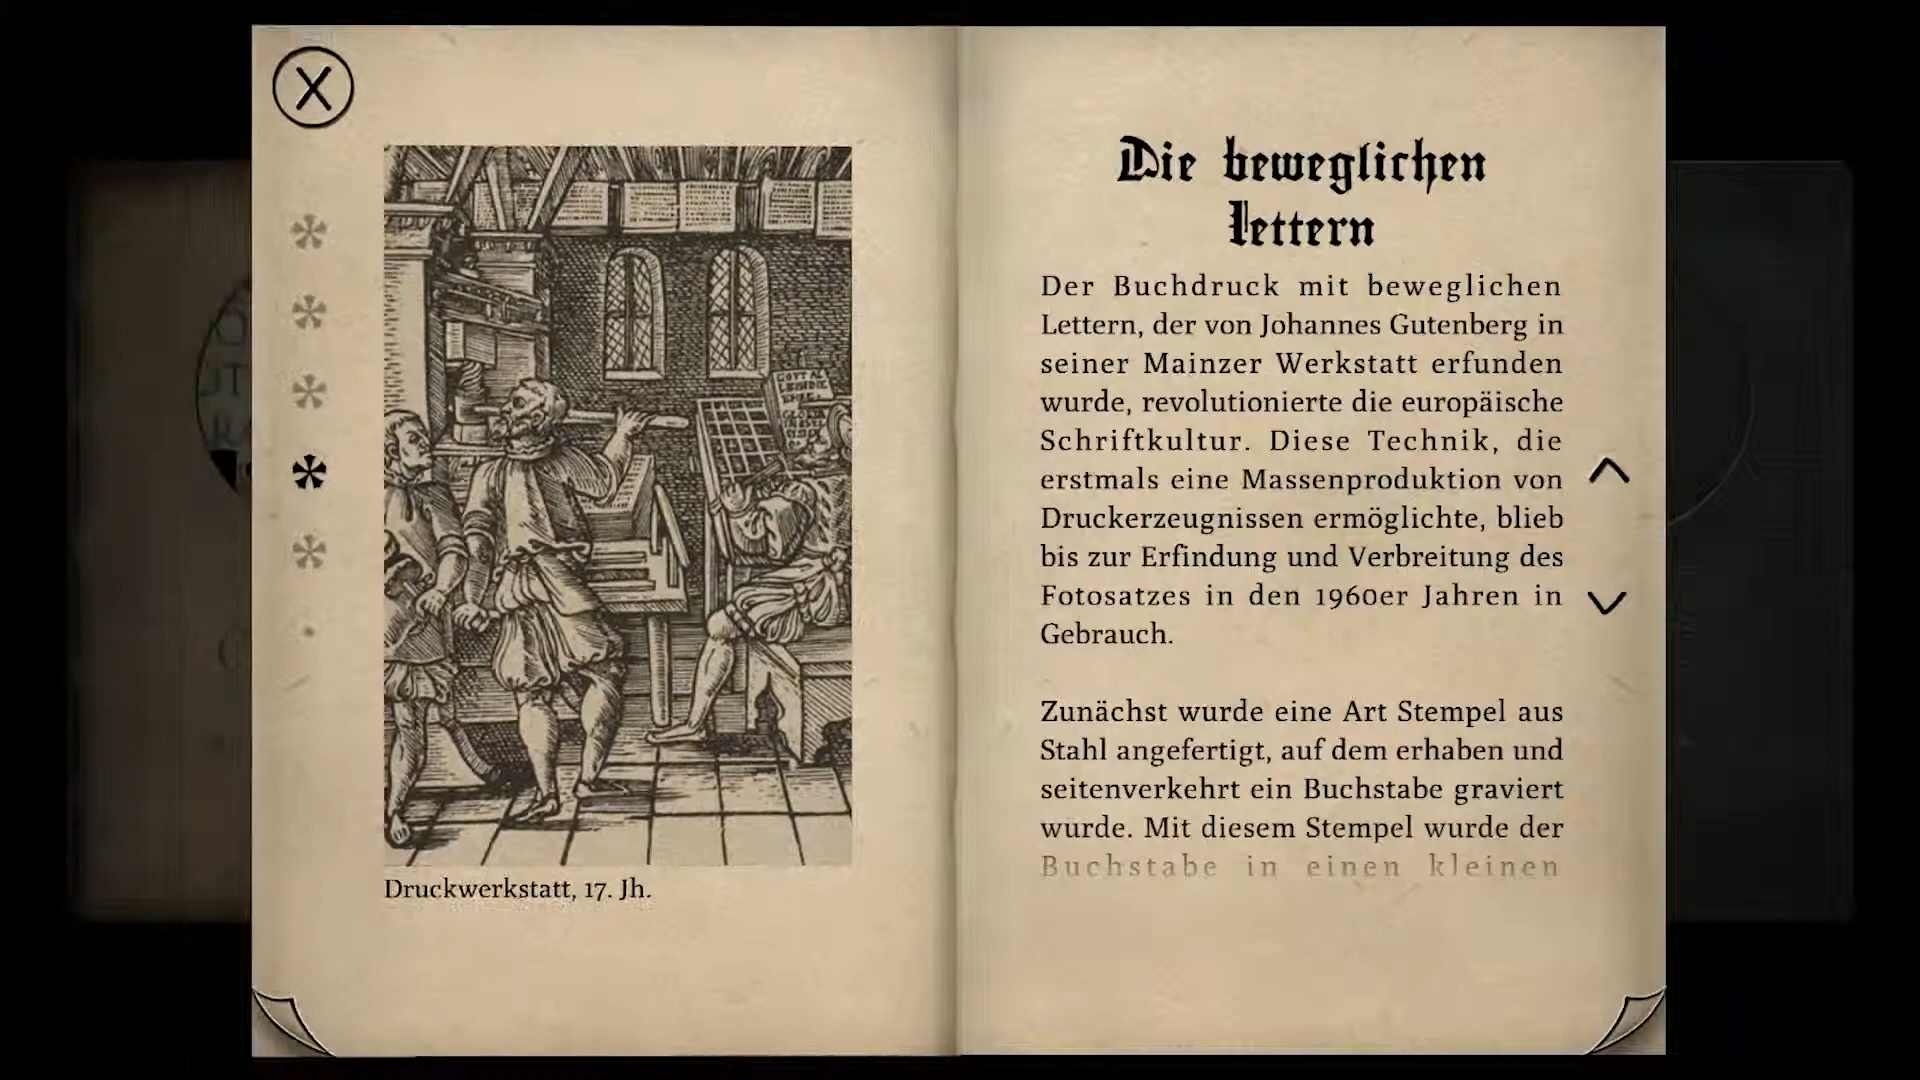 X
Die beweglichen
Lettern
Der Buchdruck mit beweglichen
Lettern, der von Johannes Gutenberg in
seiner Mainzer Werkstatt erfunden
wurde, revolutionierte die europäische
Schriftkultur. Diese Technik, die
erstmals eine Massenproduktion von
Druckerzeugnissen ermöglichte, blieb
bis zur Erfindung und Verbreitung des
Fotosatzes in den 1960er Jahren in
Gebrauch.
Zunächst wurde eine Art Stempel aus
Stahl angefertigt, auf dem erhaben und
seitenverkehrt ein Buchstabe graviert
wurde. Mit diesem Stempel wurde der
Buchstabe in einen kleinen
Druckwerkstatt, 17. Jh.